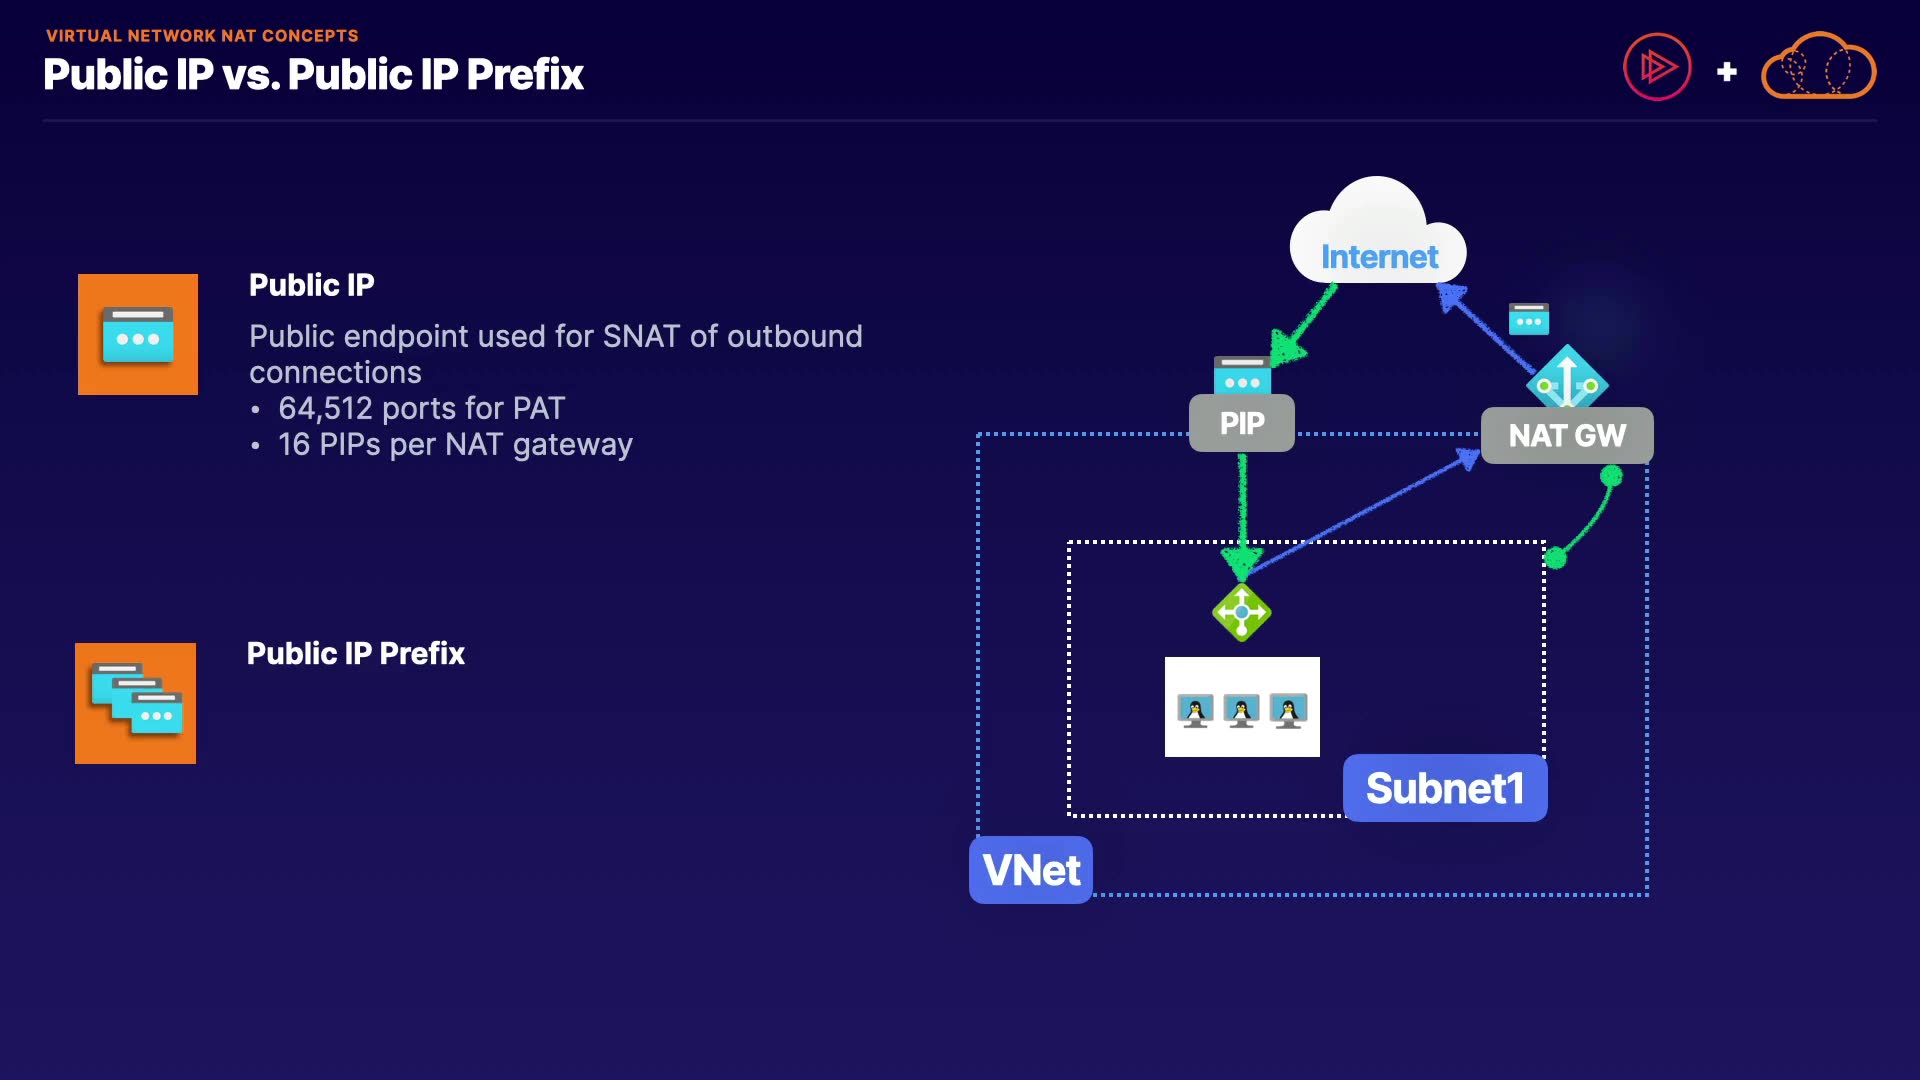 VIRTUAL NETWORK NAT CONCEPTS
Public IP vs. Public IP Prefix
+
Public IP
Public endpoint used for SNAT of outbound
connections
• 64,512 ports for PAT
• 16 PIPs per NAT gateway
Public IP Prefix
Internet
PIP
NAT GW
Subnet1
VNet